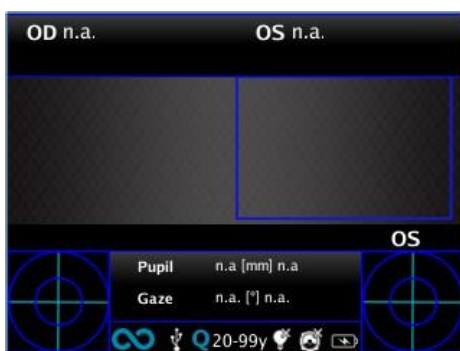 OD n.a. OS n.a.
OS
Pupil n.a [mm] n.a
Gaze n.a. [°] n.a.
Q 20-99y